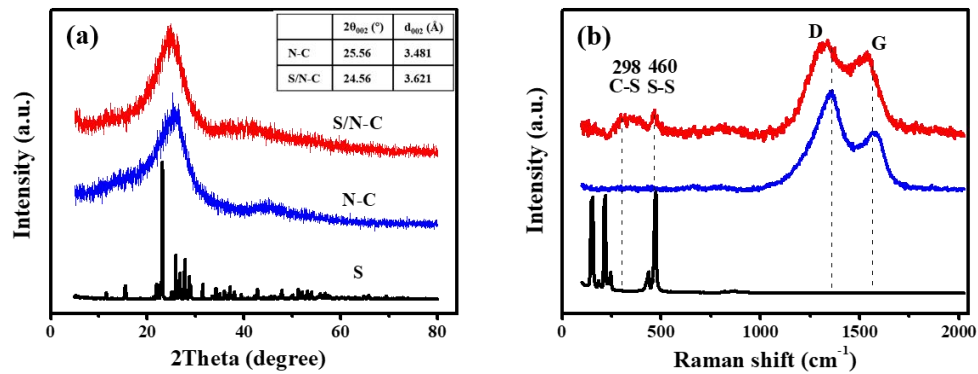 (a)
2θ002 (°) d002 (Å)
N-C 25.56 3.481
S/N-C 24.56 3.621
S/N-C
N-C
S
Intensity (a.u.)
0 20 40 60 80
2Theta (degree)
(b)
D
G
298 460
C-S S-S
Intensity (a.u.)
0 500 1000 1500 2000
Raman shift (cm-1)